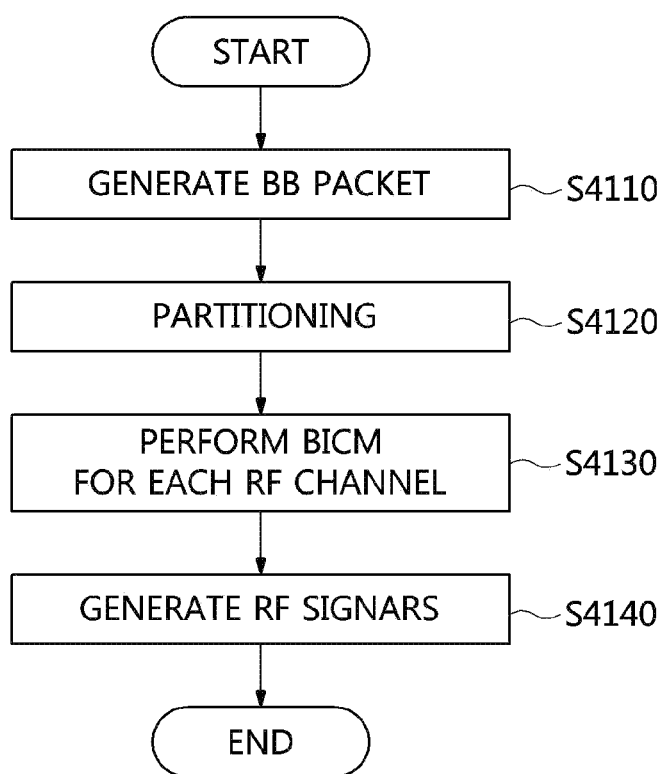 START
GENERATE BB PACKET
S4110
PARTITIONING
S4120
PERFORM BICM
FOR EACH RF CHANNEL
S4130
GENERATE RF SIGNARS
S4140
END